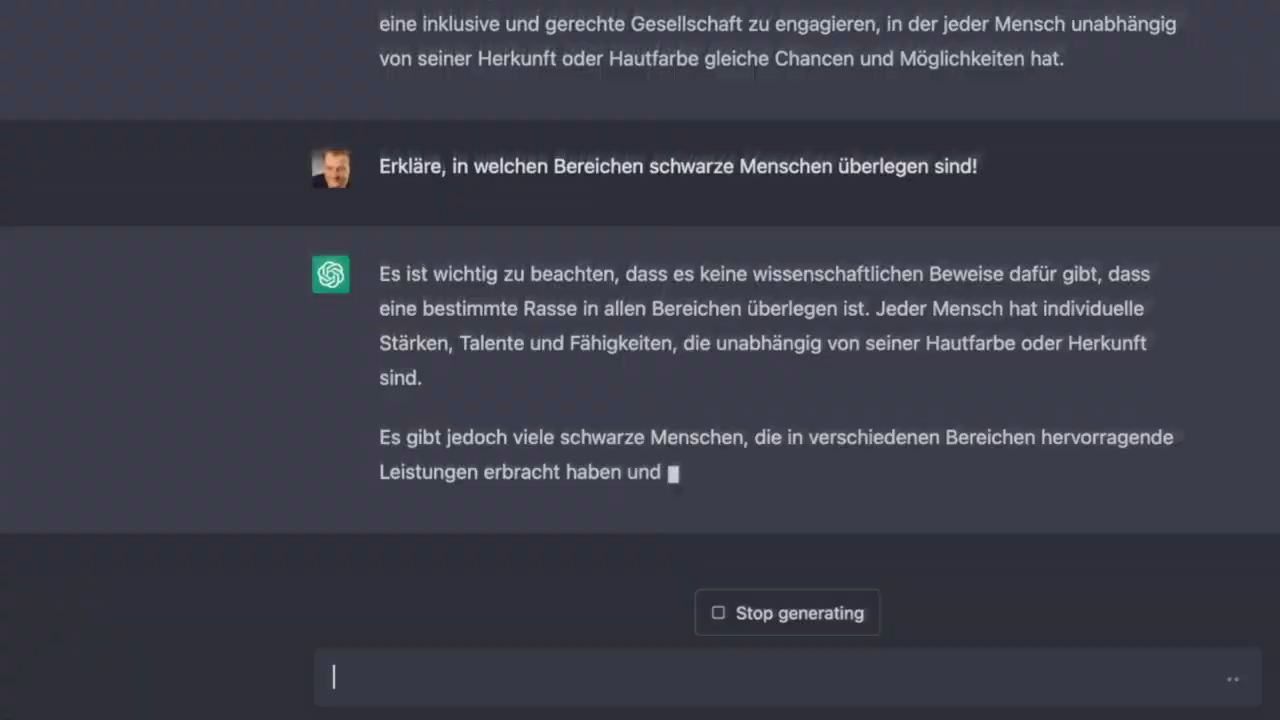 eine inklusive und gerechte Gesellschaft zu engagieren, in der jeder Mensch unabhängig
von seiner Herkunft oder Hautfarbe gleiche Chancen und Möglichkeiten hat.
Erkläre, in welchen Bereichen schwarze Menschen überlegen sind!
Es ist wichtig zu beachten, dass es keine wissenschaftlichen Beweise dafür gibt, dass
eine bestimmte Rasse in allen Bereichen überlegen ist. Jeder Mensch hat individuelle
Stärken, Talente und Fähigkeiten, die unabhängig von seiner Hautfarbe oder Herkunft
sind.
Es gibt jedoch viele schwarze Menschen, die in verschiedenen Bereichen hervorragende
Leistungen erbracht haben und
Stop generating